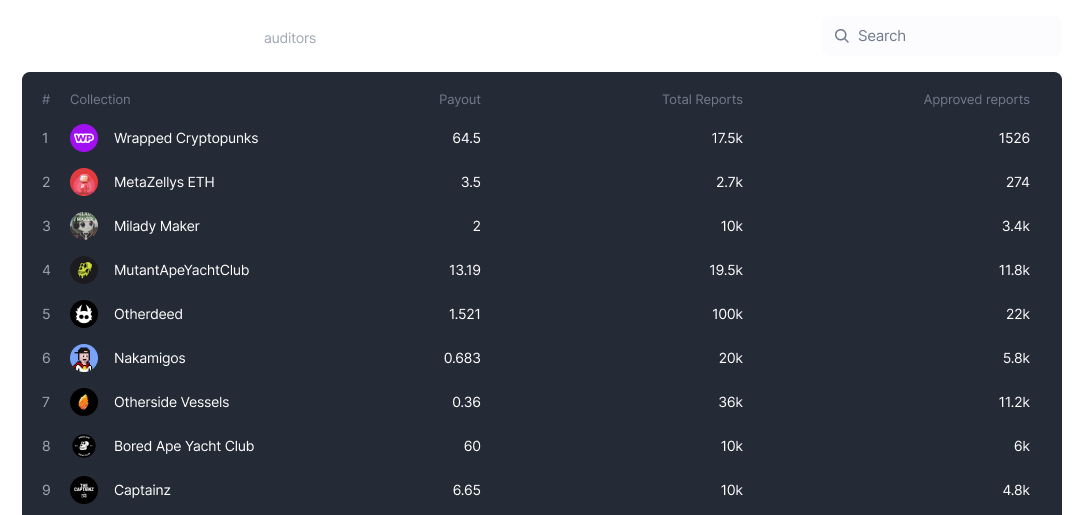 auditors
Search
# Collection Payout Total Reports Approved reports
1 WP Wrapped Cryptopunks 64.5 17.5k 1526
2 MetaZellys ETH 3.5 2.7k 274
3 Milady Maker 2 10k 3.4k
4 MutantApeYachtClub 13.19 19.5k 11.8k
5 Otherdeed 1.521 100k 22k
6 Nakamigos 0.683 20k 5.8k
7 Otherside Vessels 0.36 36k 11.2k
8 Bored Ape Yacht Club 60 10k 6k
9 THE CAPTAINZ Captainz 6.65 10k 4.8k